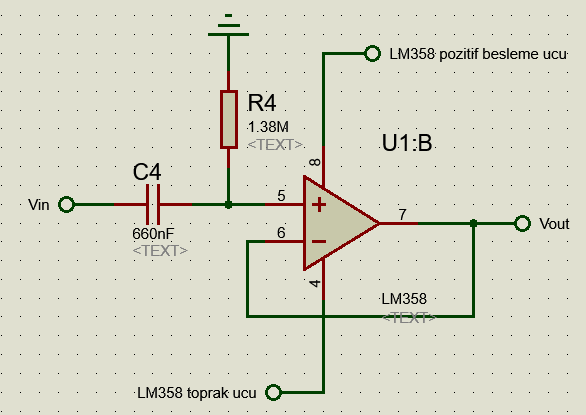 LM358 pozitif besleme ucu
R4
1.38M
<TEXT>
U1:B
8
C4
Vin
5
+
7
Vout
660nF
<TEXT>
6
−
4
LM358
<TEXT>
LM358 toprak ucu